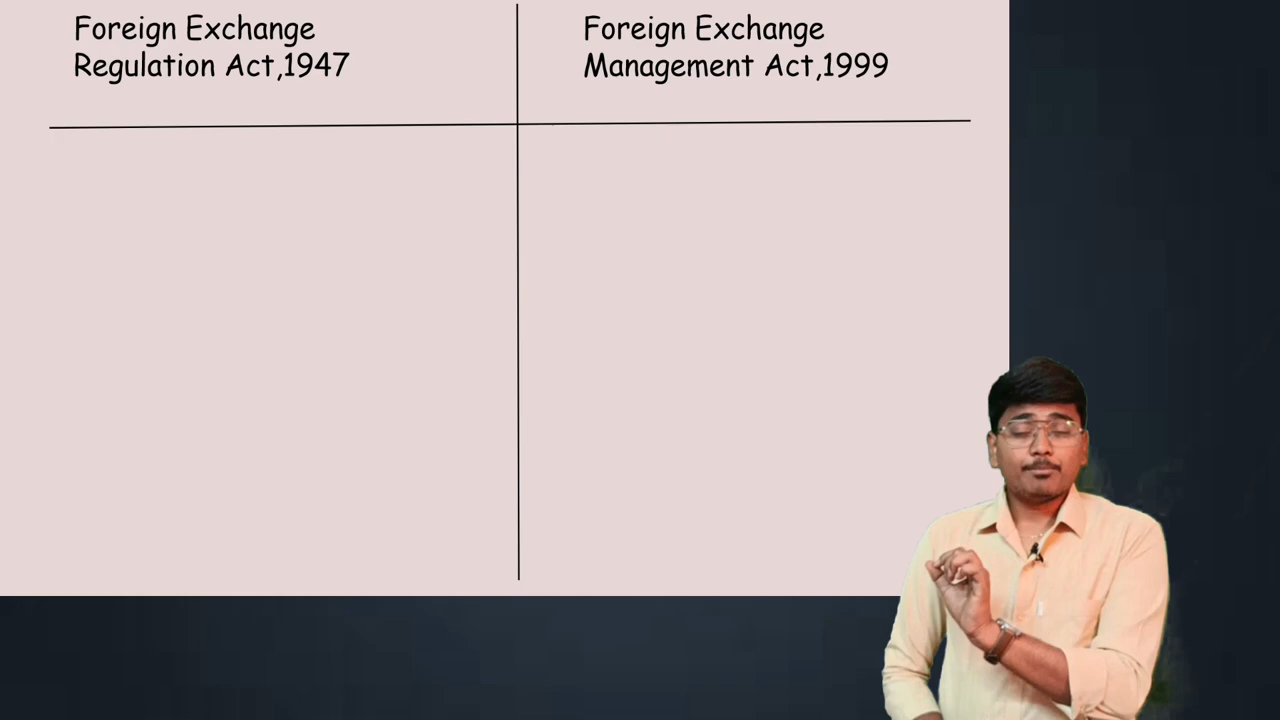 Foreign Exchange
Regulation Act,1947
Foreign Exchange
Management Act,1999